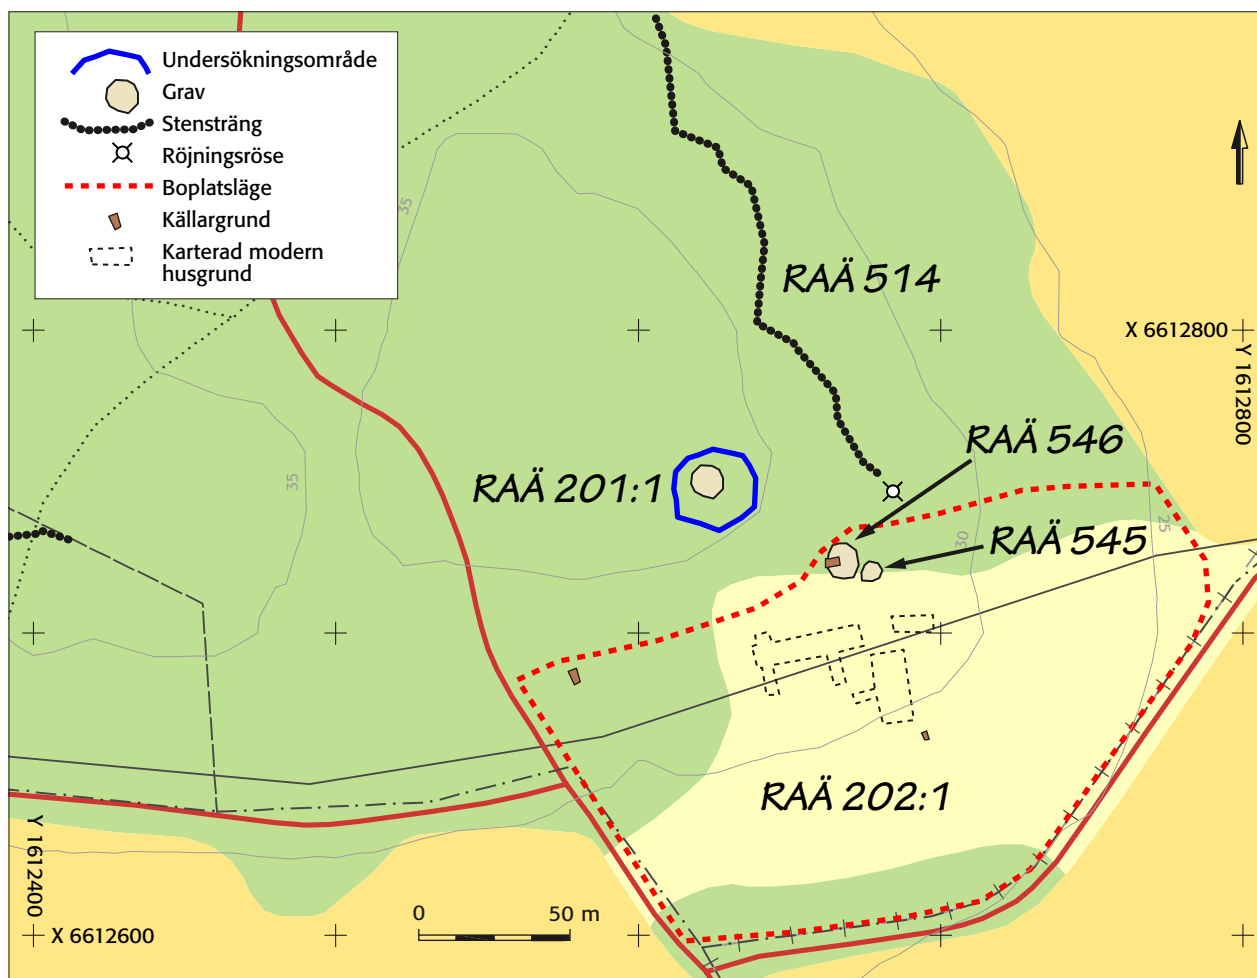 Undersökningsområde
Grav
Stensträng
Röjningsröse
Boplatsläge
Källargrund
Karterad modern
husgrund
35
RAÄ 514
X 6612800
Y 1612800
RAÄ 546
RAÄ 201:1
35
25
30
RAÄ 545
RAÄ 202:1
Y 1612400
0 50 m
X 6612600